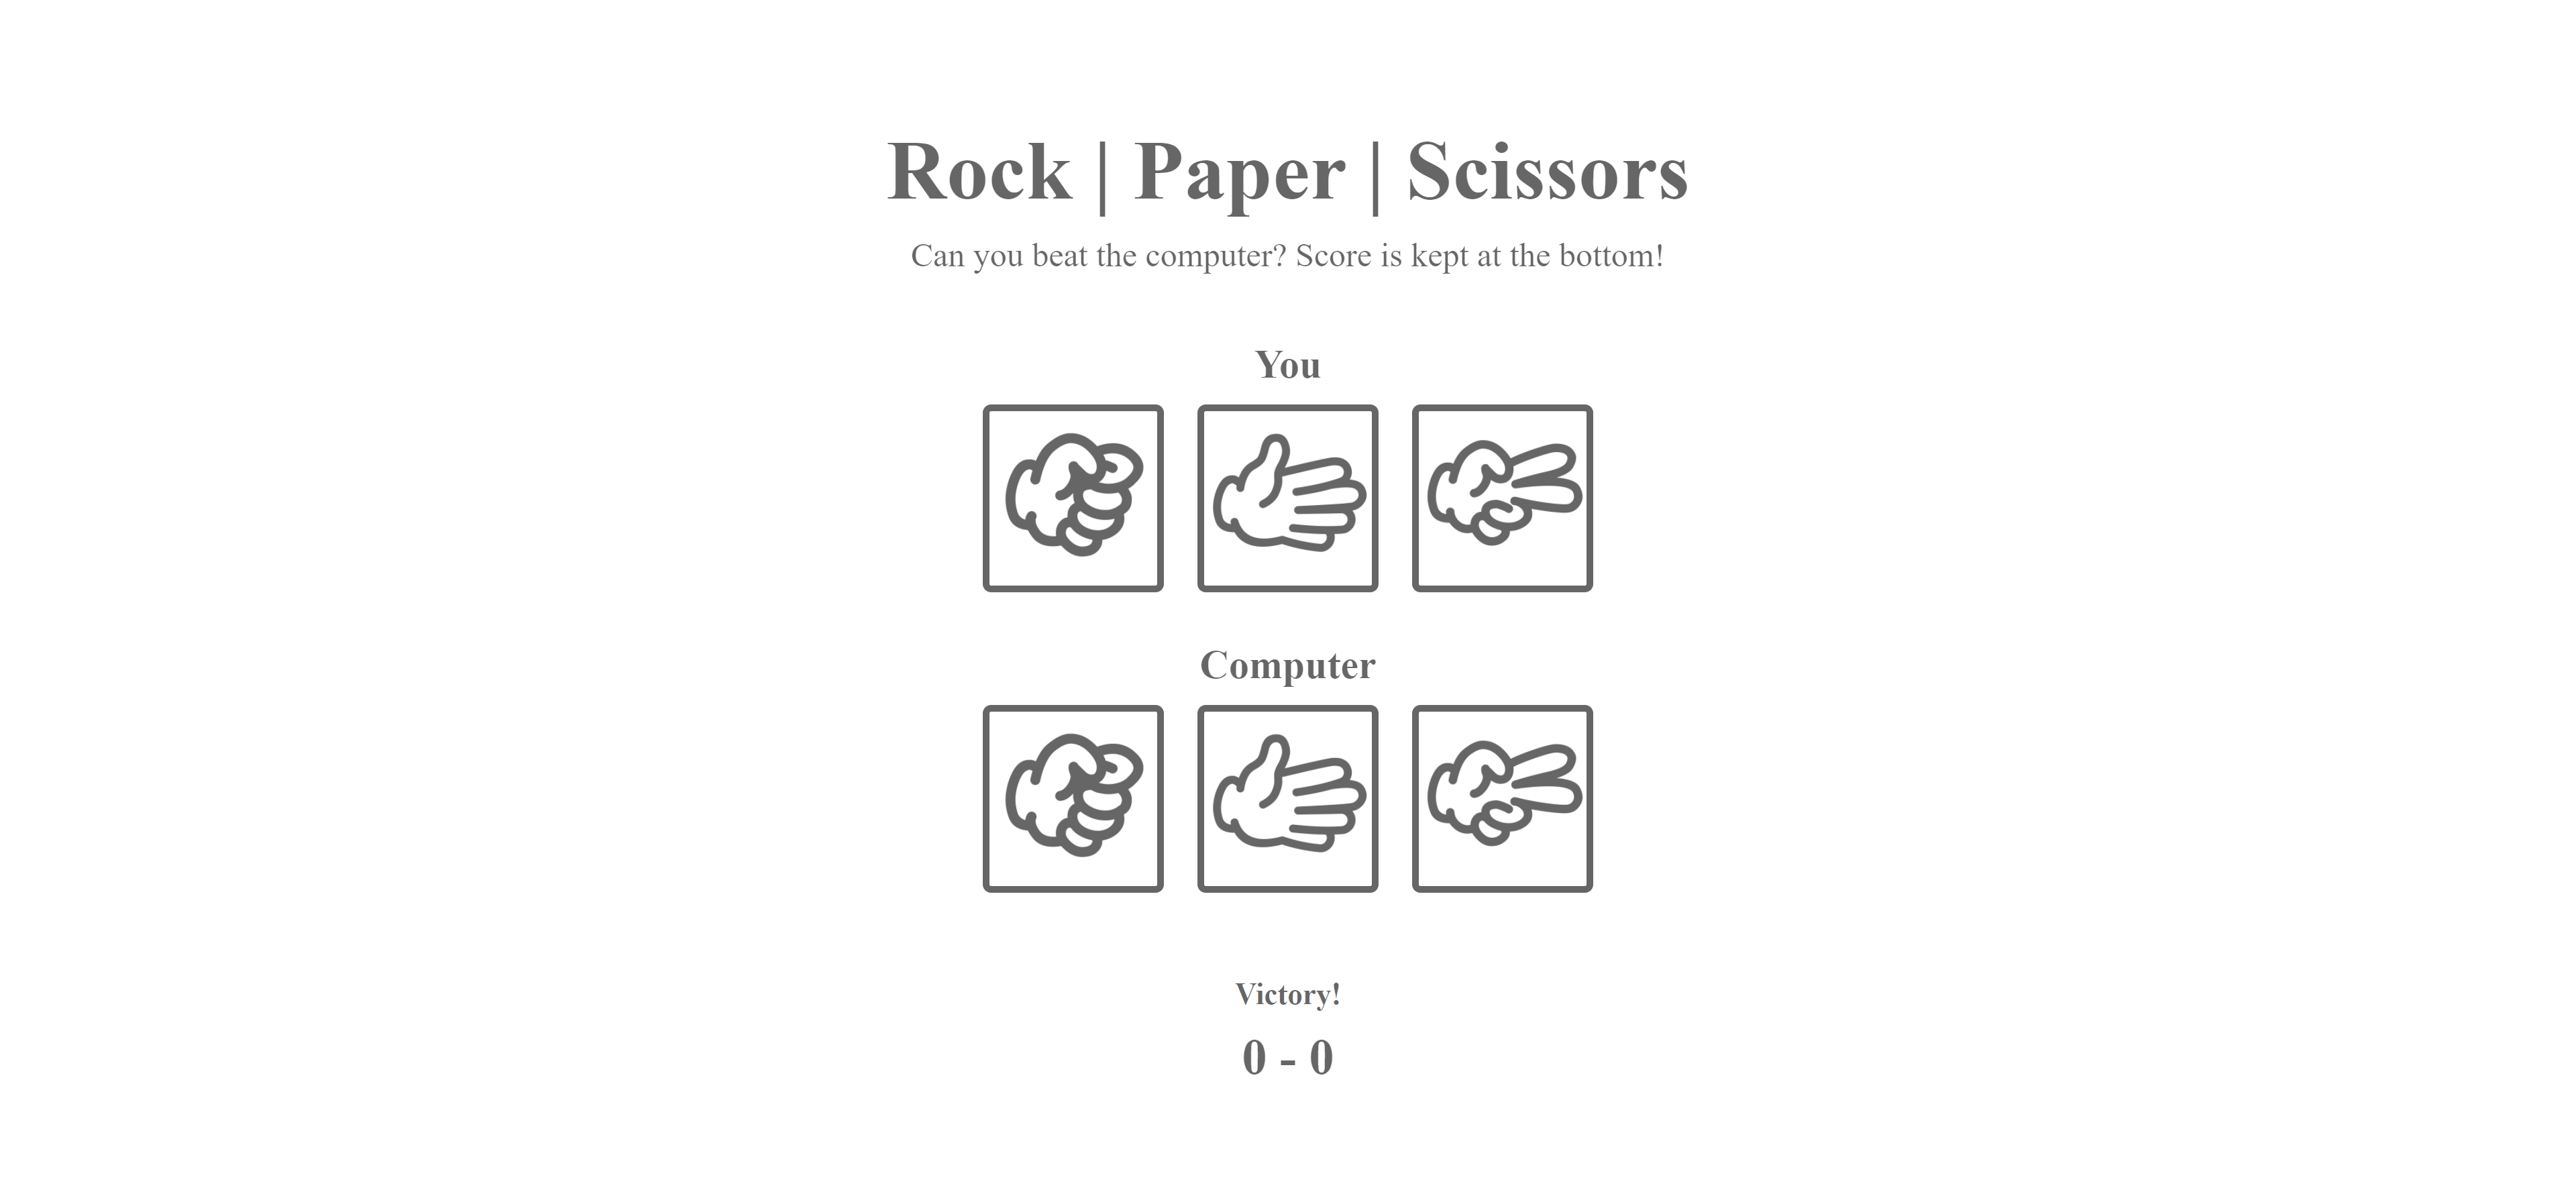 Rock | Paper | Scissors
Can you beat the computer? Score is kept at the bottom!
You
Computer
Victory!
0 - 0